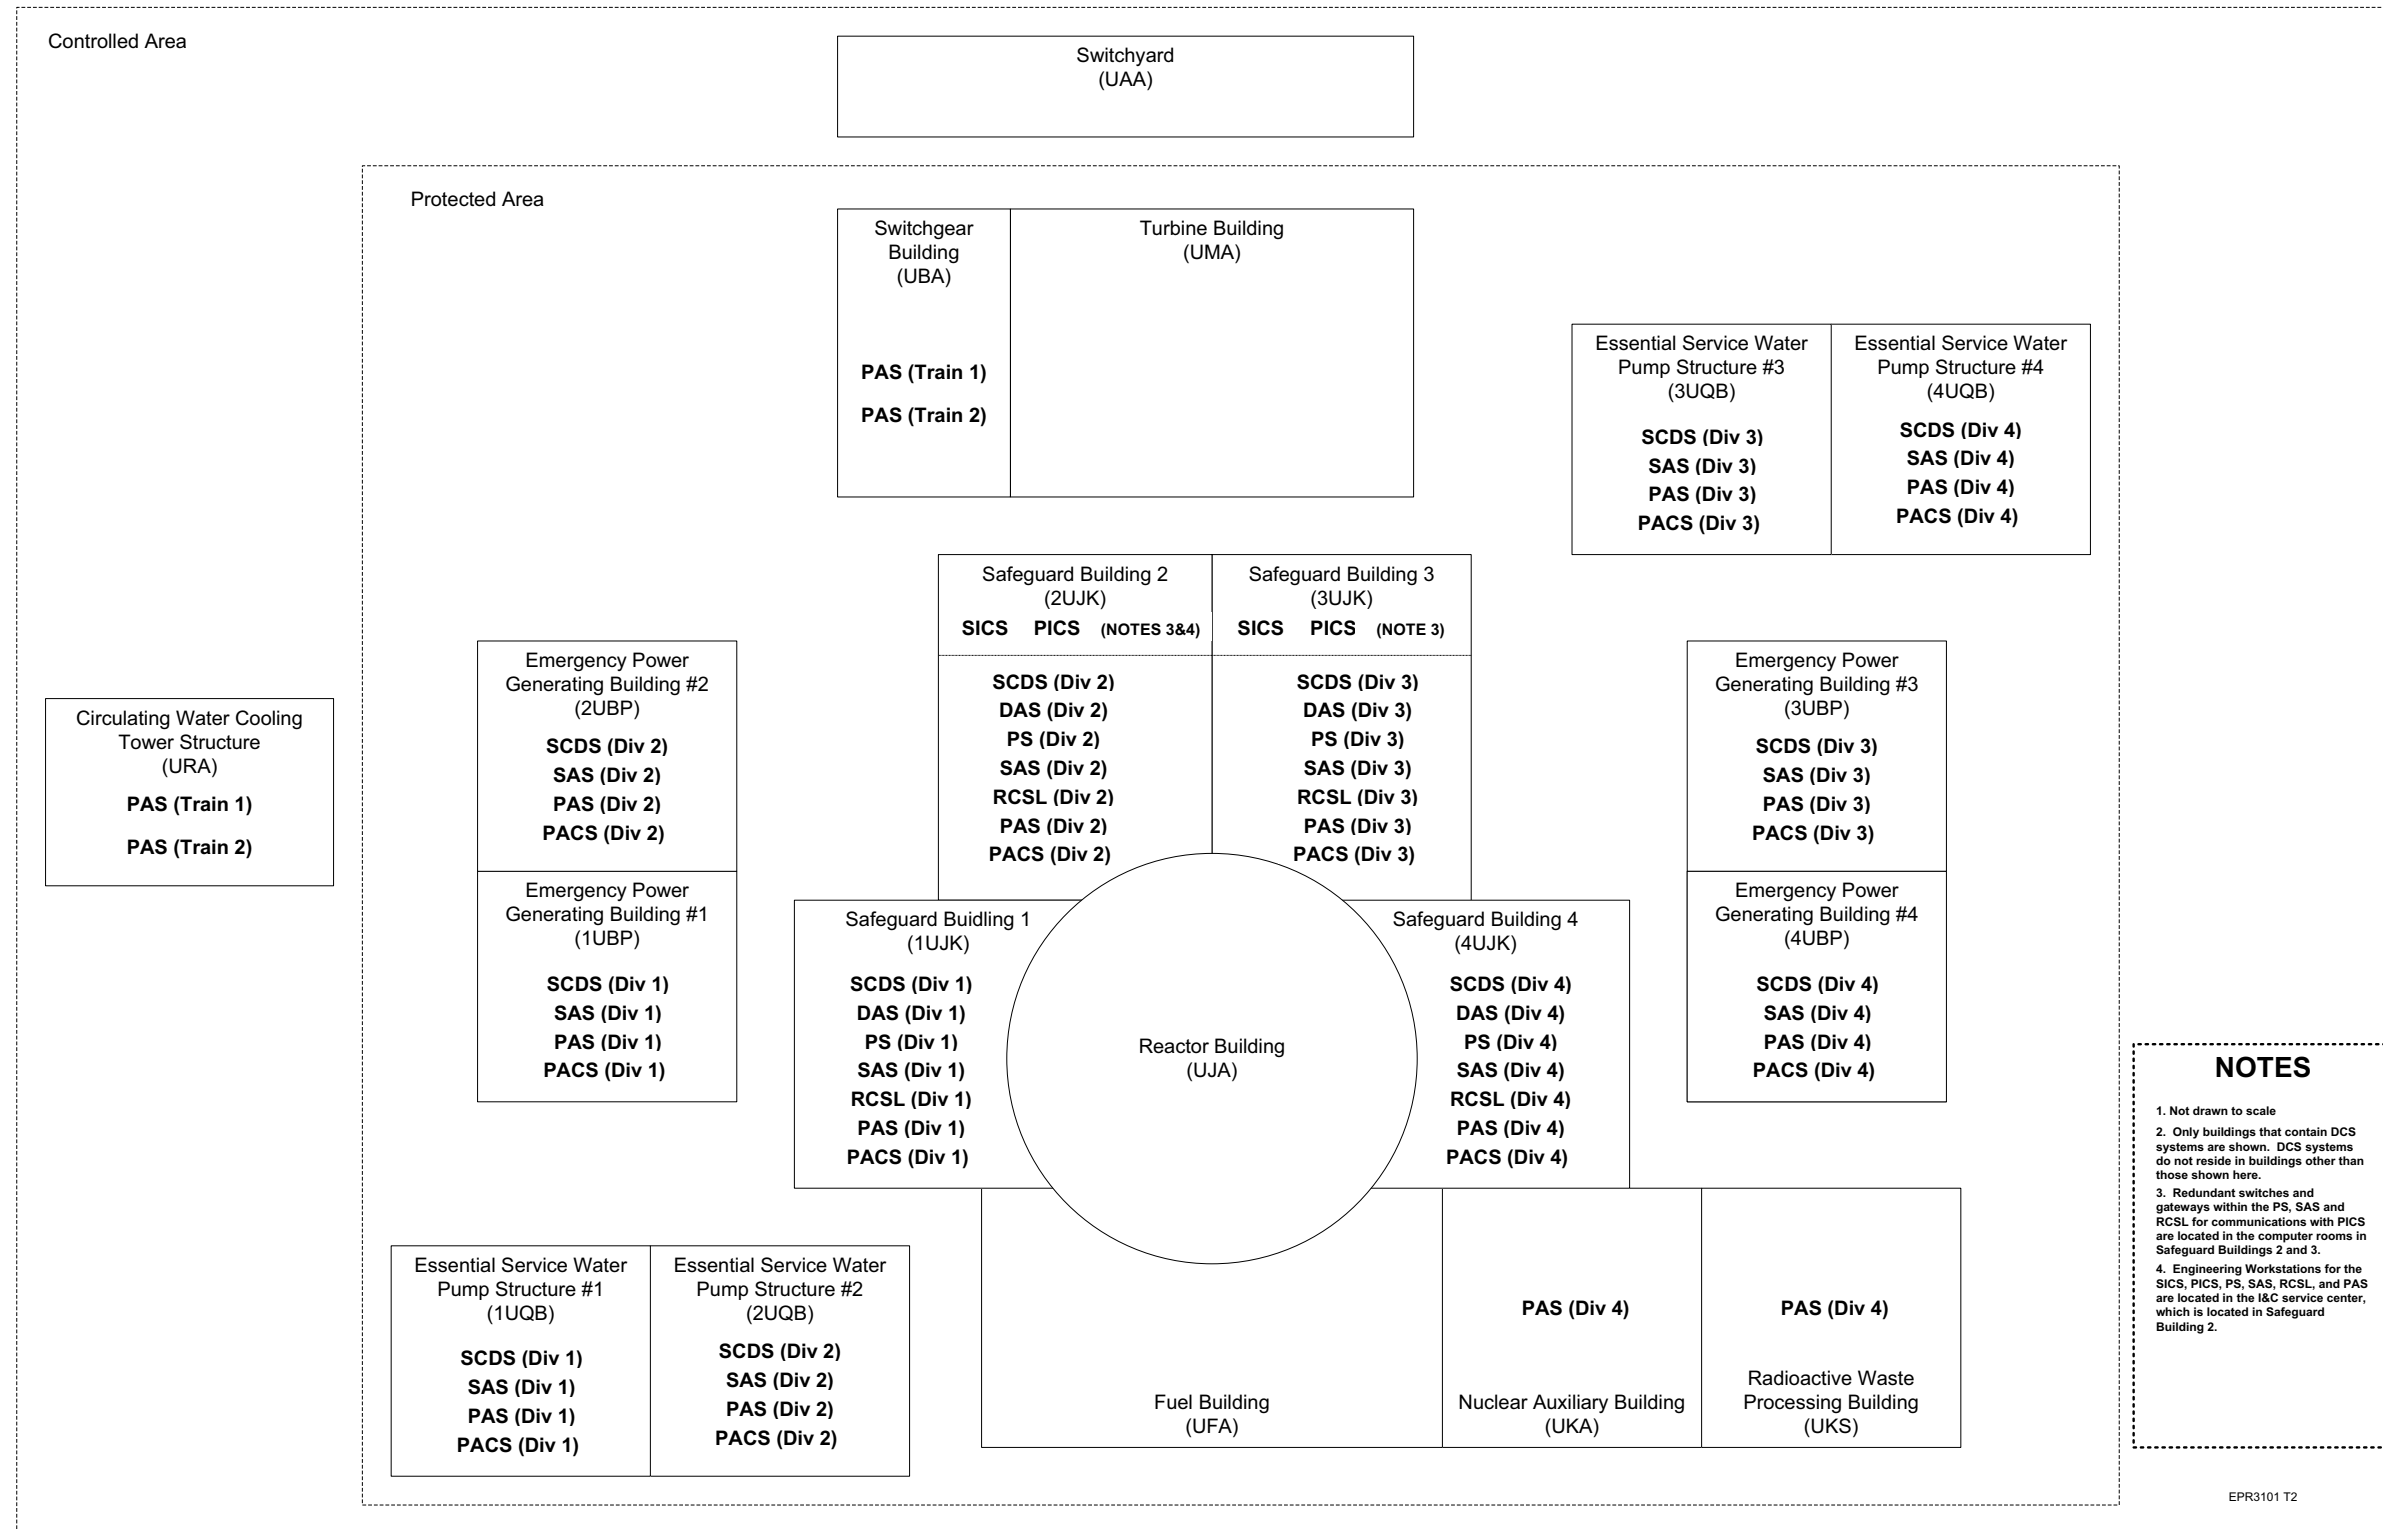 Controlled Area
Switchyard
(UAA)
Protected Area
Switchgear
Building
(UBA)
PAS (Train 1)
PAS (Train 2)
Turbine Building
(UMA)
Essential Service Water
Pump Structure #3
(3UQB)
SCDS (Div 3)
SAS (Div 3)
PAS (Div 3)
PACS (Div 3)
Essential Service Water
Pump Structure #4
(4UQB)
SCDS (Div 4)
SAS (Div 4)
PAS (Div 4)
PACS (Div 4)
Safeguard Building 2
(2UJK)
SICS PICS (NOTES 3&4)
SCDS (Div 2)
DAS (Div 2)
PS (Div 2)
SAS (Div 2)
RCSL (Div 2)
PAS (Div 2)
PACS (Div 2)
Safeguard Building 3
(3UJK)
SICS PICS (NOTE 3)
SCDS (Div 3)
DAS (Div 3)
PS (Div 3)
SAS (Div 3)
RCSL (Div 3)
PAS (Div 3)
PACS (Div 3)
Circulating Water Cooling
Tower Structure
(URA)
PAS (Train 1)
PAS (Train 2)
Emergency Power
Generating Building #2
(2UBP)
SCDS (Div 2)
SAS (Div 2)
PAS (Div 2)
PACS (Div 2)
Emergency Power
Generating Building #1
(1UBP)
SCDS (Div 1)
SAS (Div 1)
PAS (Div 1)
PACS (Div 1)
Emergency Power
Generating Building #3
(3UBP)
SCDS (Div 3)
SAS (Div 3)
PAS (Div 3)
PACS (Div 3)
Emergency Power
Generating Building #4
(4UBP)
SCDS (Div 4)
SAS (Div 4)
PAS (Div 4)
PACS (Div 4)
Safeguard Buidling 1
(1UJK)
SCDS (Div 1)
DAS (Div 1)
PS (Div 1)
SAS (Div 1)
RCSL (Div 1)
PAS (Div 1)
PACS (Div 1)
Reactor Building
(UJA)
Safeguard Building 4
(4UJK)
SCDS (Div 4)
DAS (Div 4)
PS (Div 4)
SAS (Div 4)
RCSL (Div 4)
PAS (Div 4)
PACS (Div 4)
Essential Service Water
Pump Structure #1
(1UQB)
SCDS (Div 1)
SAS (Div 1)
PAS (Div 1)
PACS (Div 1)
Essential Service Water
Pump Structure #2
(2UQB)
SCDS (Div 2)
SAS (Div 2)
PAS (Div 2)
PACS (Div 2)
Fuel Building
(UFA)
PAS (Div 4)
Nuclear Auxiliary Building
(UKA)
PAS (Div 4)
Radioactive Waste
Processing Building
(UKS)
NOTES
1. Not drawn to scale
2. Only buildings that contain DCS
systems are shown. DCS systems
do not reside in buildings other than
those shown here.
3. Redundant switches and
gateways within the PS, SAS and
RCSL for communications with PICS
are located in the computer rooms in
Safeguard Buildings 2 and 3.
4. Engineering Workstations for the
SICS, PICS, PS, SAS, RCSL, and PAS
are located in the I&C service center,
which is located in Safeguard
Building 2.
EPR3101 T2